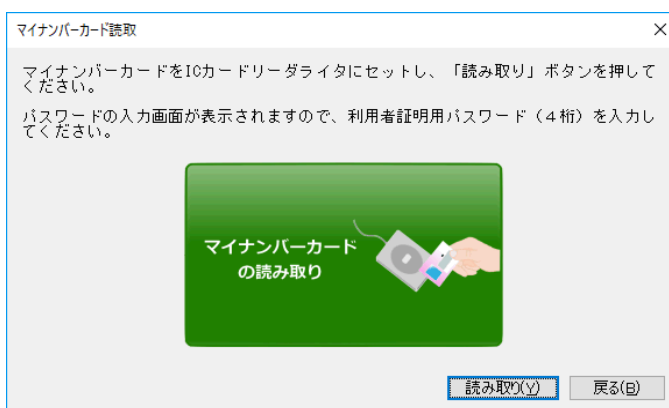 マイナンバーカード読取
マイナンバーカードをICカードリーダライタにセットし、「読み取り」ボタンを押して
ください。
パスワードの入力画面が表示されますので、利用者証明用パスワード（４桁）を入力し
てください。
マイナンバーカード
の読み取り
読み取り(Y)
戻る(B)